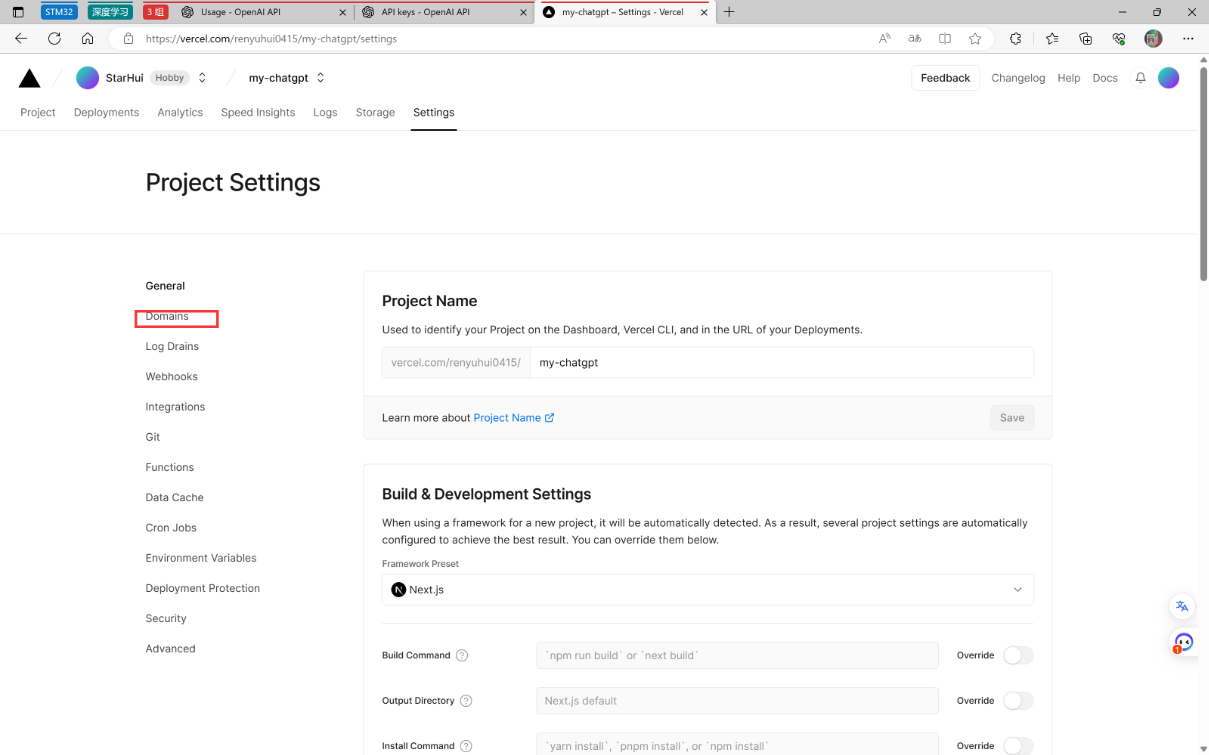 STM32 深度学习 3 组 Usage - OpenAI API API keys - OpenAI API my-chatgpt – Settings - Vercel
https://vercel.com/renyuhui0415/my-chatgpt/settings
StarHui Hobby my-chatgpt Feedback Changelog Help Docs
Project Deployments Analytics Speed Insights Logs Storage Settings
Project Settings
General
Domains
Log Drains
Webhooks
Integrations
Git
Functions
Data Cache
Cron Jobs
Environment Variables
Deployment Protection
Security
Advanced
Project Name
Used to identify your Project on the Dashboard, Vercel CLI, and in the URL of your Deployments.
vercel.com/renyuhui0415/ my-chatgpt
Learn more about Project Name Save
Build & Development Settings
When using a framework for a new project, it will be automatically detected. As a result, several project settings are automatically
configured to achieve the best result. You can override them below.
Framework Preset
N Next.js
Build Command ? `npm run build` or `next build` Override
Output Directory ? Next.js default Override
Install Command ? `yarn install`, `pnpm install`, or `npm install` Override
1